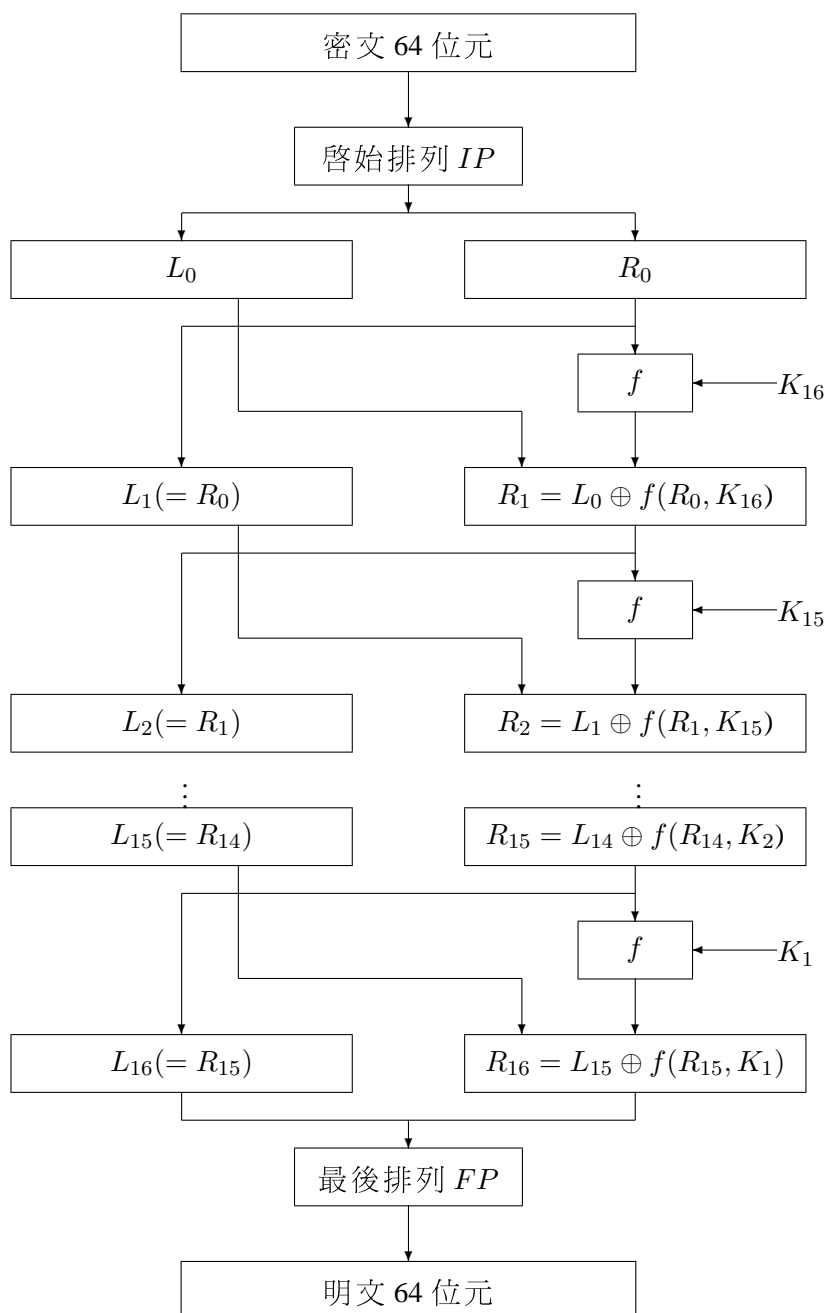 密文 64 位元
啓始排列 IP
L₀
R₀
f
K₁₆
L₁(= R₀)
R₁ = L₀ ⊕ f(R₀, K₁₆)
f
K₁₅
L₂(= R₁)
R₂ = L₁ ⊕ f(R₁, K₁₅)
⋮
⋮
L₁₅(= R₁₄)
R₁₅ = L₁₄ ⊕ f(R₁₄, K₂)
f
K₁
L₁₆(= R₁₅)
R₁₆ = L₁₅ ⊕ f(R₁₅, K₁)
最後排列 FP
明文 64 位元